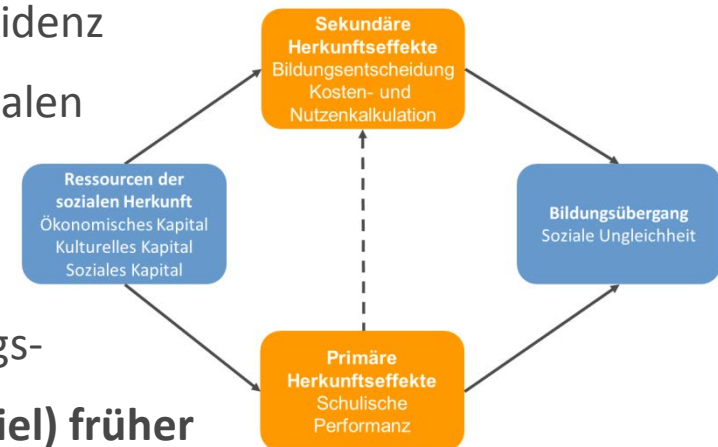 Sekundäre
Herkunftseffekte
Bildungsentscheidung
Kosten- und
Nutzenkalkulation
Ressourcen der
sozialen Herkunft
Ökonomisches Kapital
Kulturelles Kapital
Soziales Kapital
Bildungsübergang
Soziale Ungleichheit
Primäre
Herkunftseffekte
Schulische
Performanz
idenz
alen
gs-
iel) früher